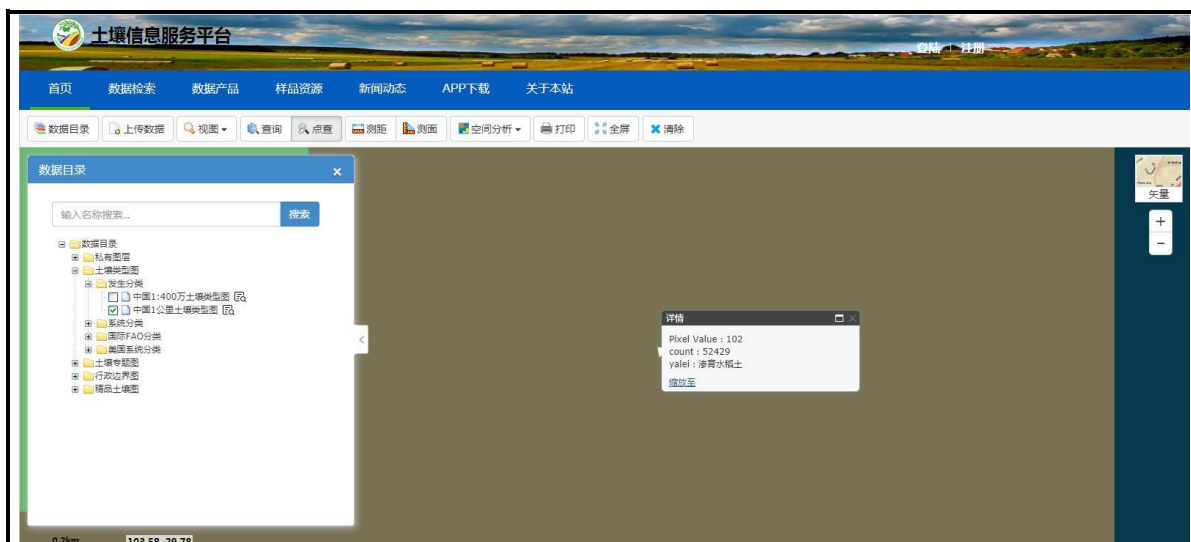 土壤信息服务平台
登陆 | 注册
首页 数据检索 数据产品 样品资源 新闻动态 APP下载 关于本站
数据目录 上传数据 视图 查询 点查 测距 测面 空间分析 打印 全屏 清除
数据目录 ×
输入名称搜索... 搜索
数据目录
私有图层
土壤类型图
发生分类
中国1:400万土壤类型图
中国1公里土壤类型图
系统分类
国际FAO分类
美国系统分类
土壤专题图
行政边界图
精品土壤图
详情
Pixel Value : 102
count : 52429
yalei : 渗育水稻土
缩放至
矢量
+
−
0.2km 103.58 29.78